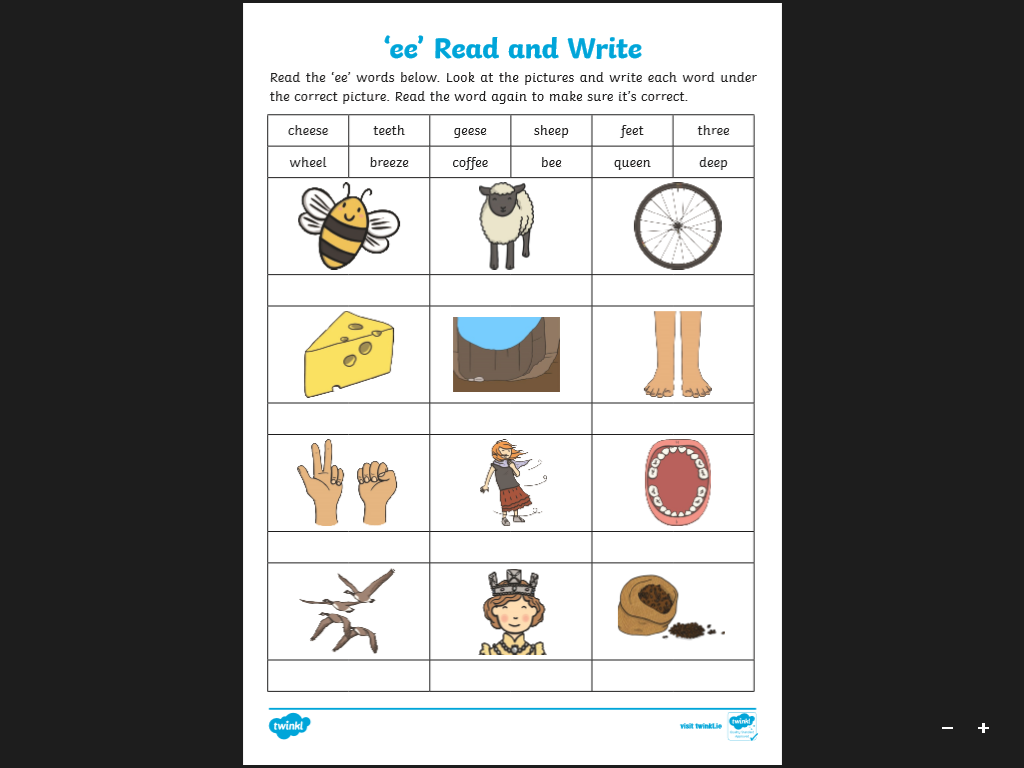 ‘ee’ Read and Write
Read the ‘ee’ words below. Look at the pictures and write each word under
the correct picture. Read the word again to make sure it’s correct.
cheese teeth geese sheep feet three
wheel breeze coffee bee queen deep
twinkl visit twinkl.ie twinkl